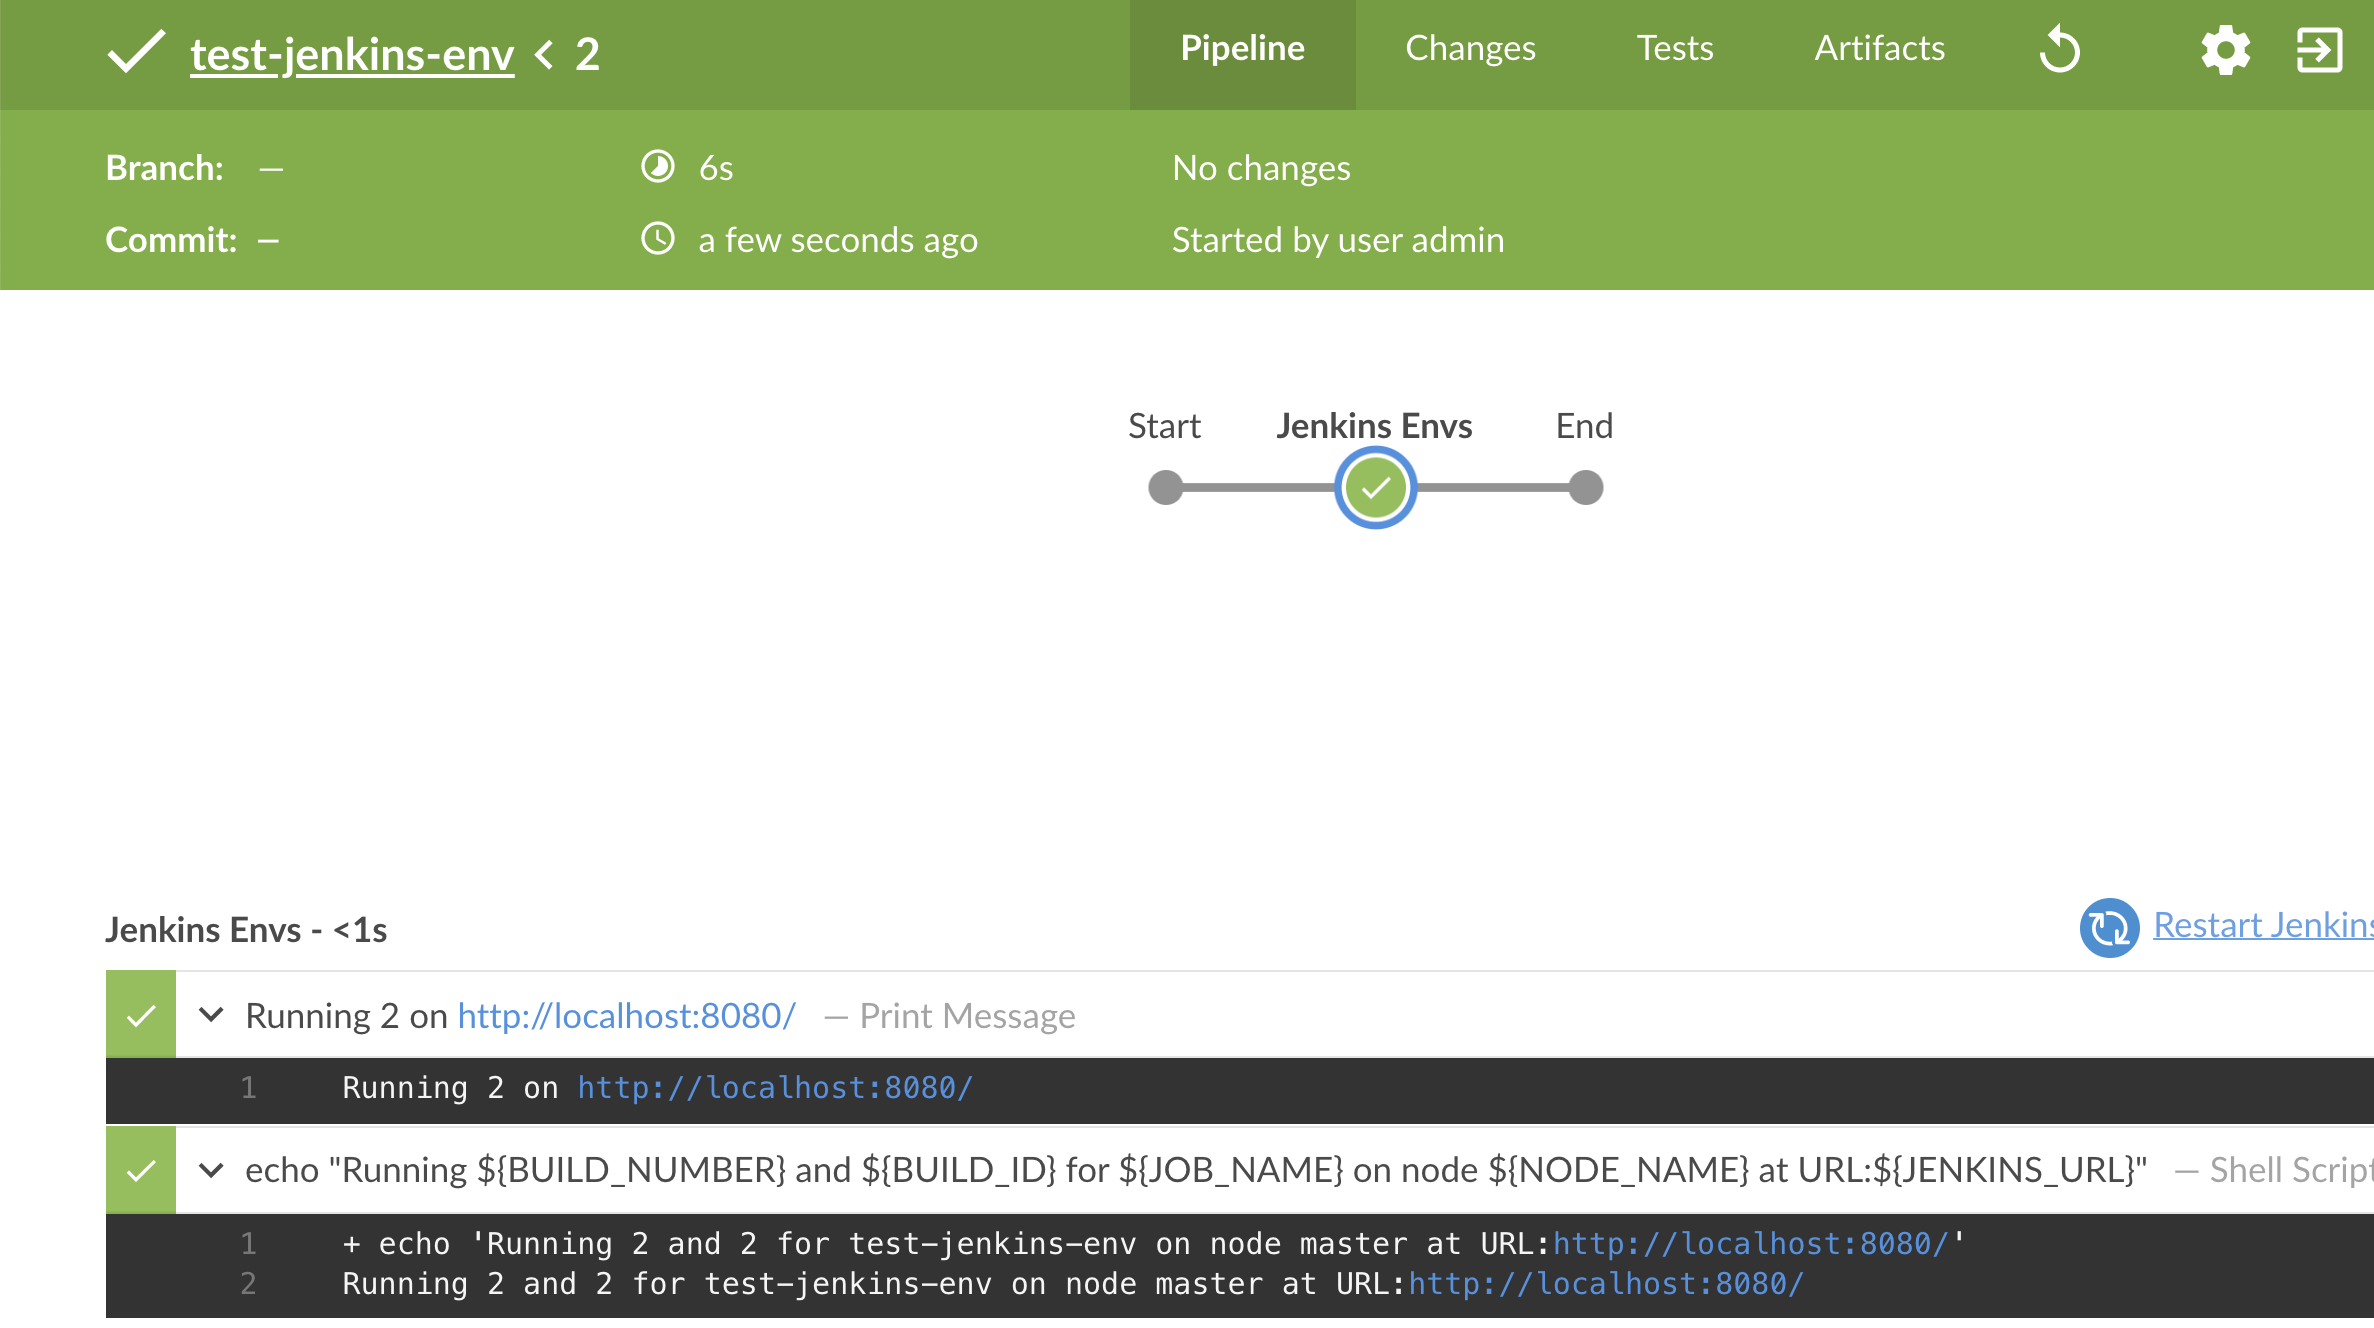 test-jenkins-env < 2 Pipeline Changes Tests Artifacts
Branch: — 6s No changes
Commit: — a few seconds ago Started by user admin
Start Jenkins Envs End
Jenkins Envs - <1s Restart Jenkins
Running 2 on http://localhost:8080/ — Print Message
1 Running 2 on http://localhost:8080/
echo "Running ${BUILD_NUMBER} and ${BUILD_ID} for ${JOB_NAME} on node ${NODE_NAME} at URL:${JENKINS_URL}" — Shell Script
1 + echo 'Running 2 and 2 for test-jenkins-env on node master at URL:http://localhost:8080/'
2 Running 2 and 2 for test-jenkins-env on node master at URL:http://localhost:8080/